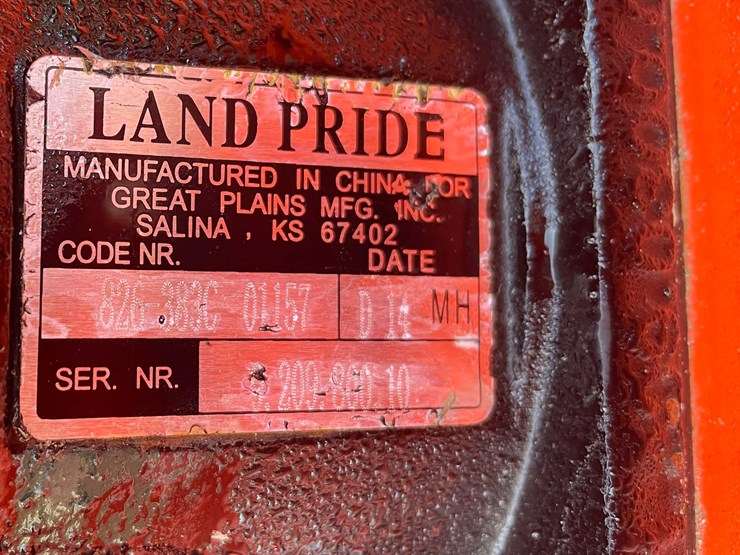 LAND PRIDE
MANUFACTURED IN CHINA FOR
GREAT PLAINS MFG. INC.
SALINA , KS 67402
CODE NR. DATE
826-383C 01157 D 14 MH
SER. NR.